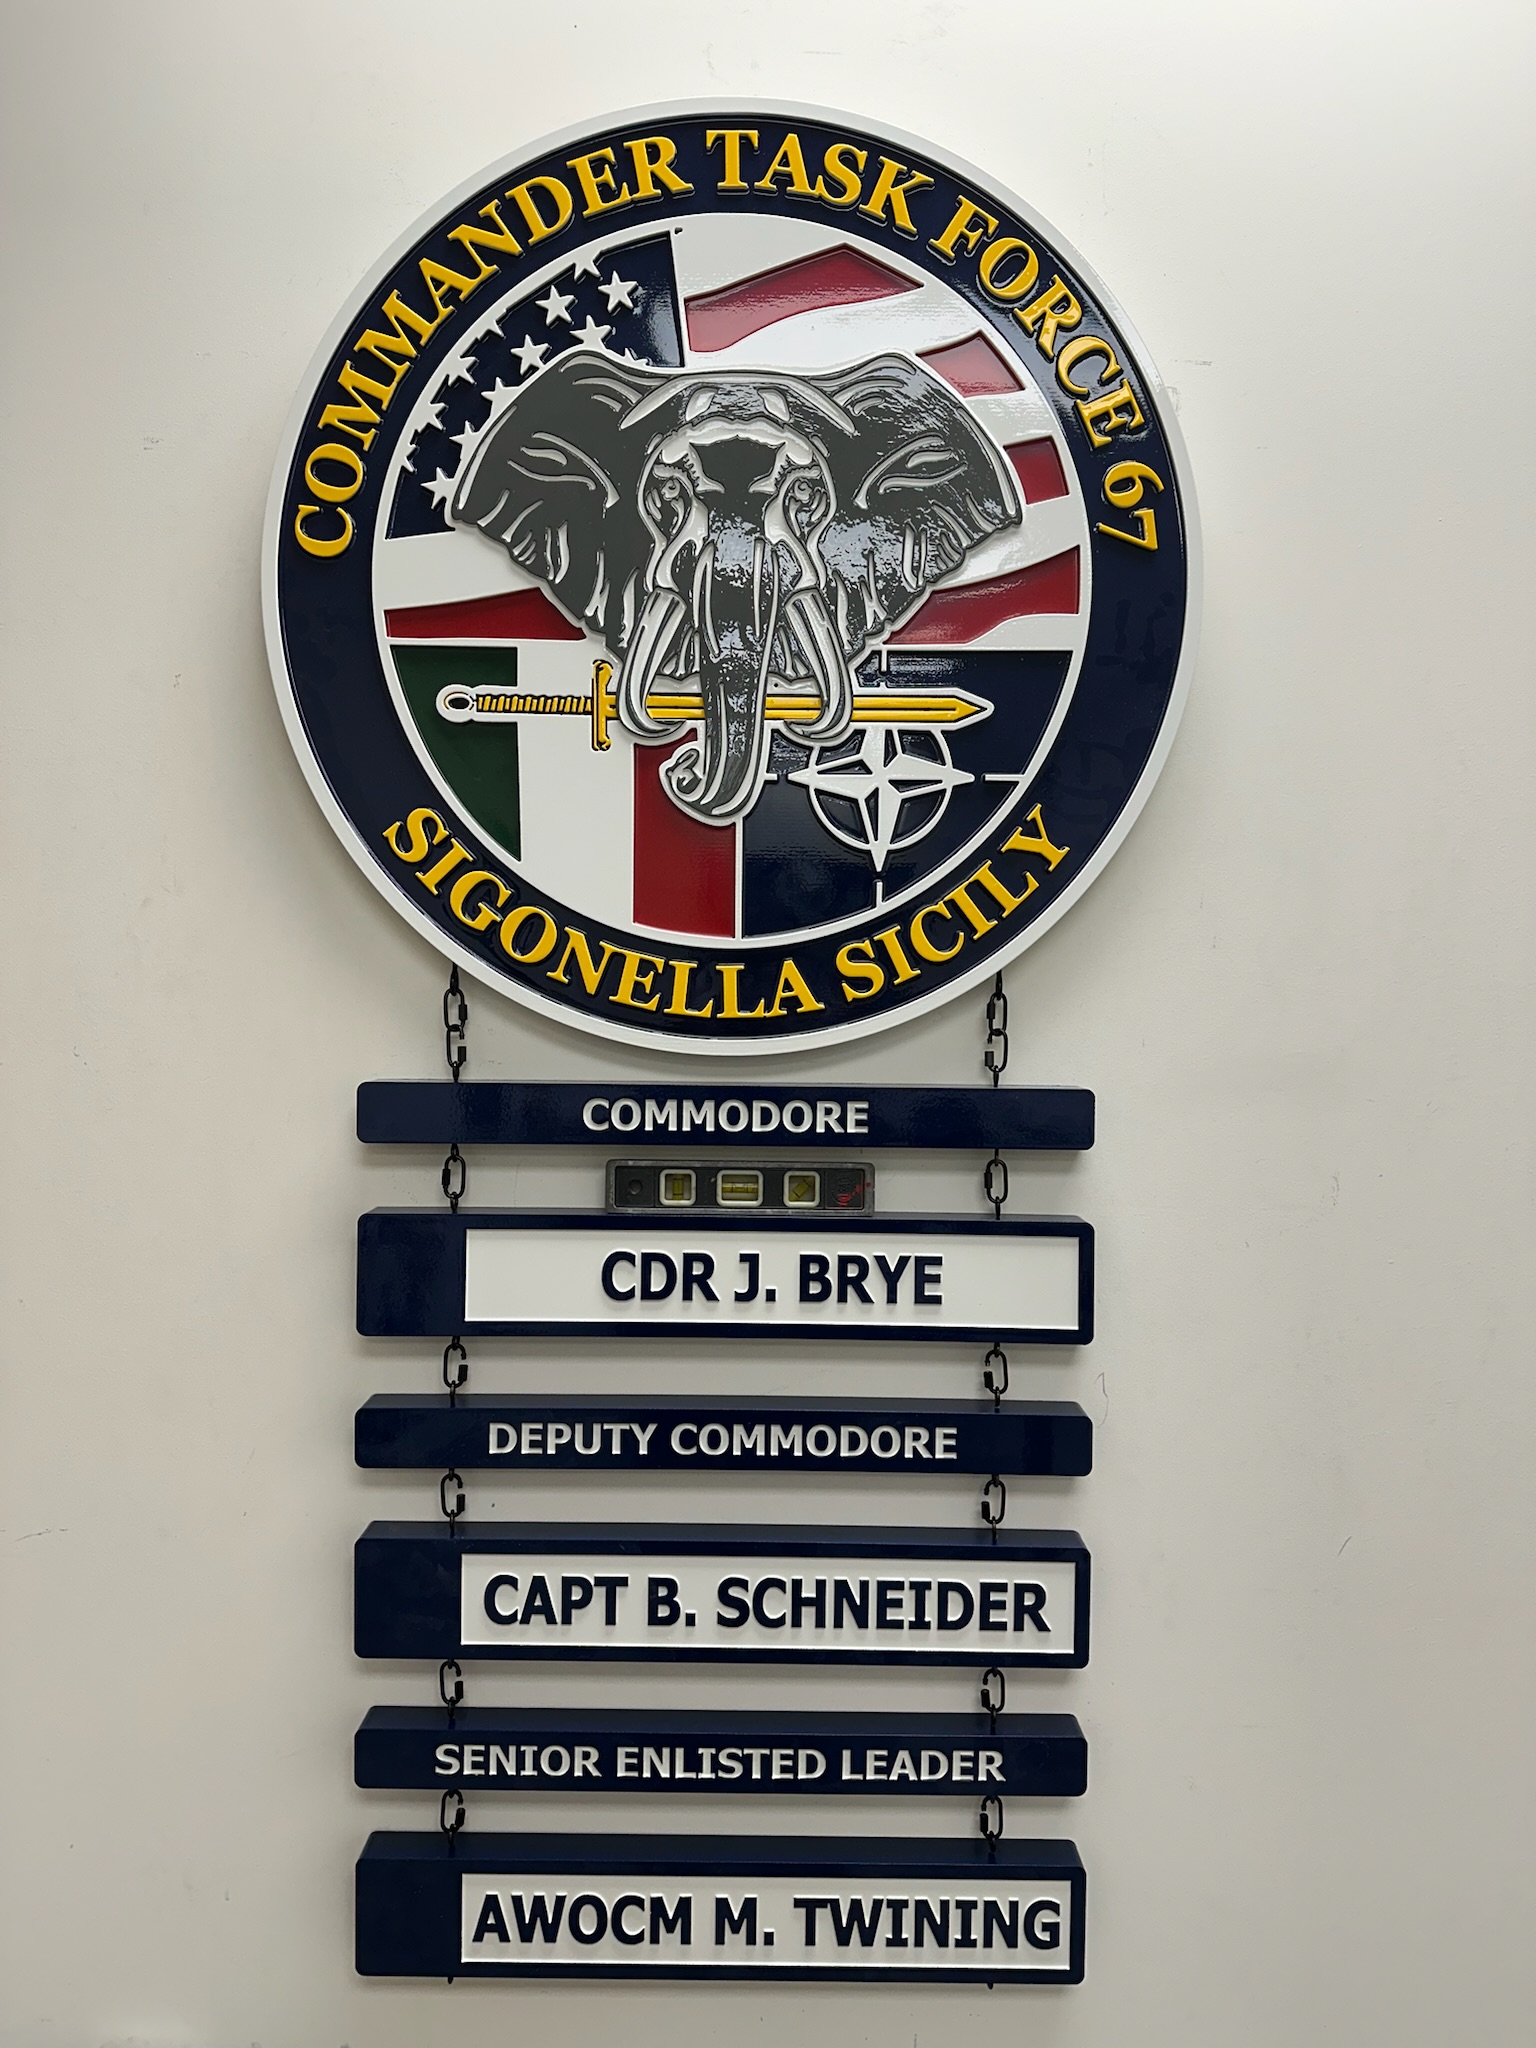 COMMANDER TASK FORCE 67
SIGONELLA SICILY
COMMODORE
CDR J. BRYE
DEPUTY COMMODORE
CAPT B. SCHNEIDER
SENIOR ENLISTED LEADER
AWOCM M. TWINING